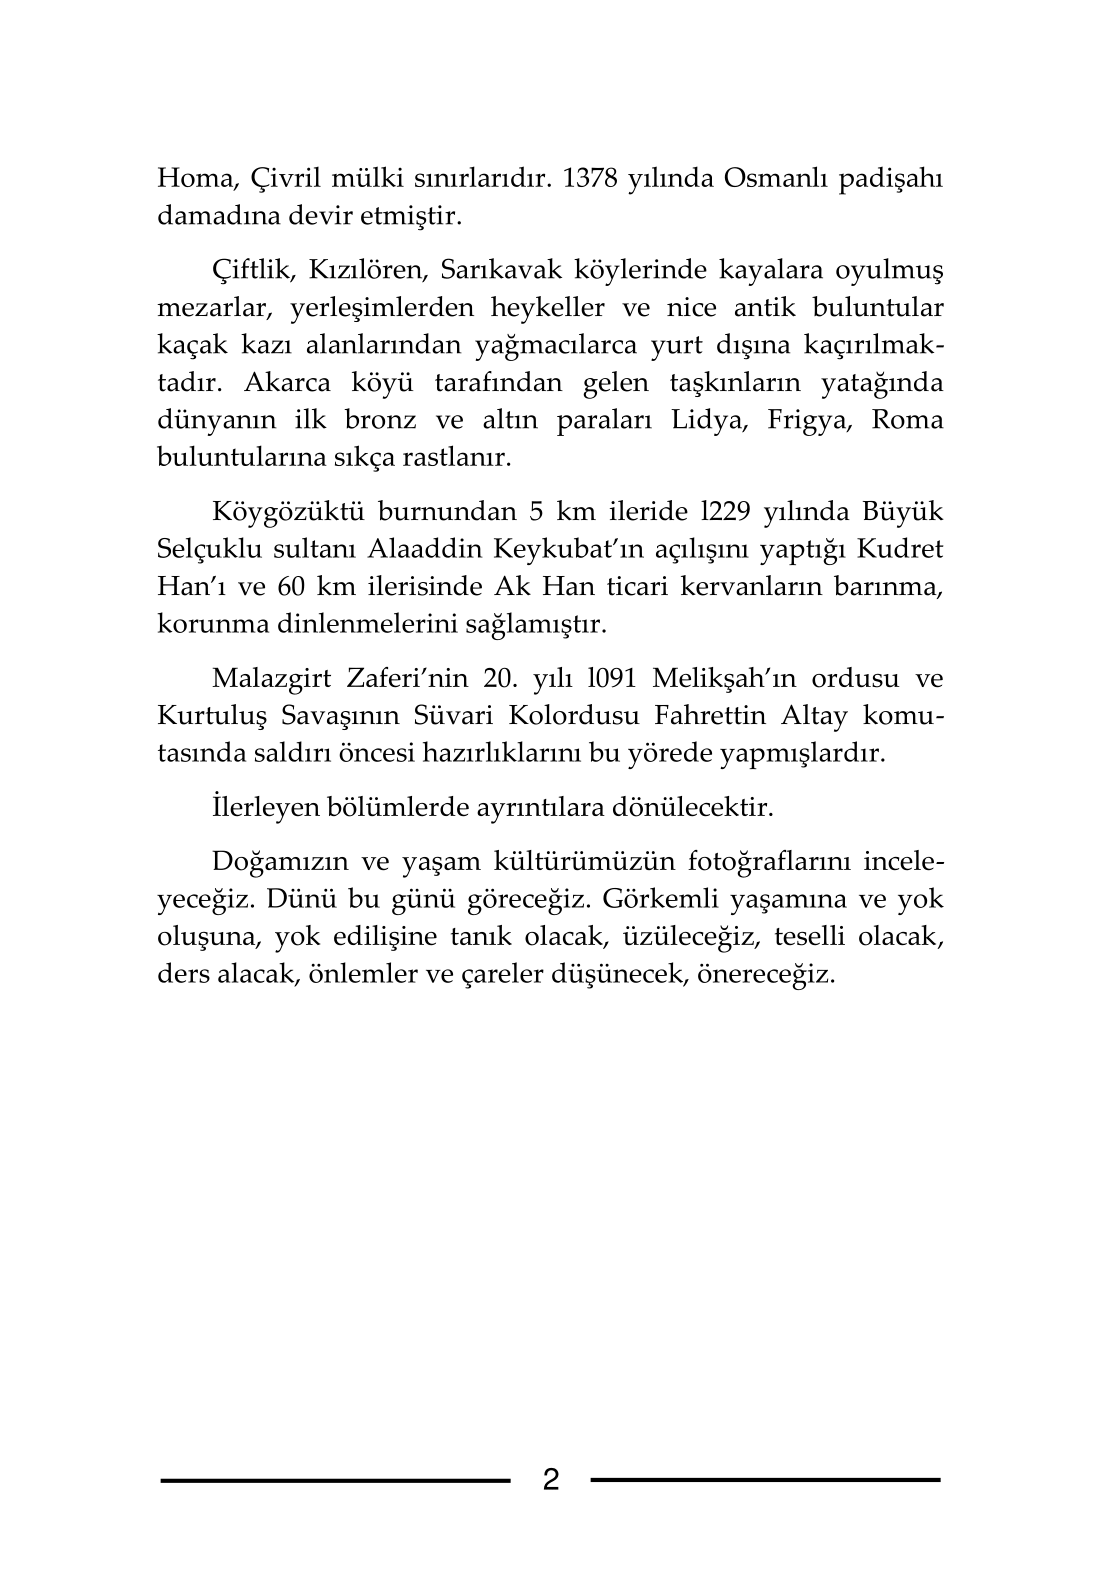 Homa, Çivril mülki sınırlarıdır. 1378 yılında Osmanlı padişahı
damadına devir etmiştir.
Çiftlik, Kızılören, Sarıkavak köylerinde kayalara oyulmuş
mezarlar, yerleşimlerden heykeller ve nice antik buluntular
kaçak kazı alanlarından yağmacılarca yurt dışına kaçırılmak-
tadır. Akarca köyü tarafından gelen taşkınların yatağında
dünyanın ilk bronz ve altın paraları Lidya, Frigya, Roma
buluntularına sıkça rastlanır.
Köygözüktü burnundan 5 km ileride l229 yılında Büyük
Selçuklu sultanı Alaaddin Keykubat’ın açılışını yaptığı Kudret
Han’ı ve 60 km ilerisinde Ak Han ticari kervanların barınma,
korunma dinlenmelerini sağlamıştır.
Malazgirt Zaferi’nin 20. yılı l091 Melikşah’ın ordusu ve
Kurtuluş Savaşının Süvari Kolordusu Fahrettin Altay komu-
tasında saldırı öncesi hazırlıklarını bu yörede yapmışlardır.
İlerleyen bölümlerde ayrıntılara dönülecektir.
Doğamızın ve yaşam kültürümüzün fotoğraflarını incele-
yeceğiz. Dünü bu günü göreceğiz. Görkemli yaşamına ve yok
oluşuna, yok edilişine tanık olacak, üzüleceğiz, teselli olacak,
ders alacak, önlemler ve çareler düşünecek, önereceğiz.
2